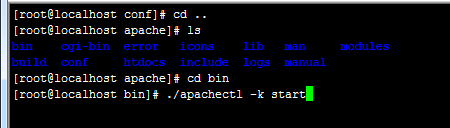 [root@localhost conf]# cd ..
[root@localhost apache]# ls
bin cgi-bin error icons lib man modules
build conf htdocs include logs manual
[root@localhost apache]# cd bin
[root@localhost bin]# ./apachectl -k start